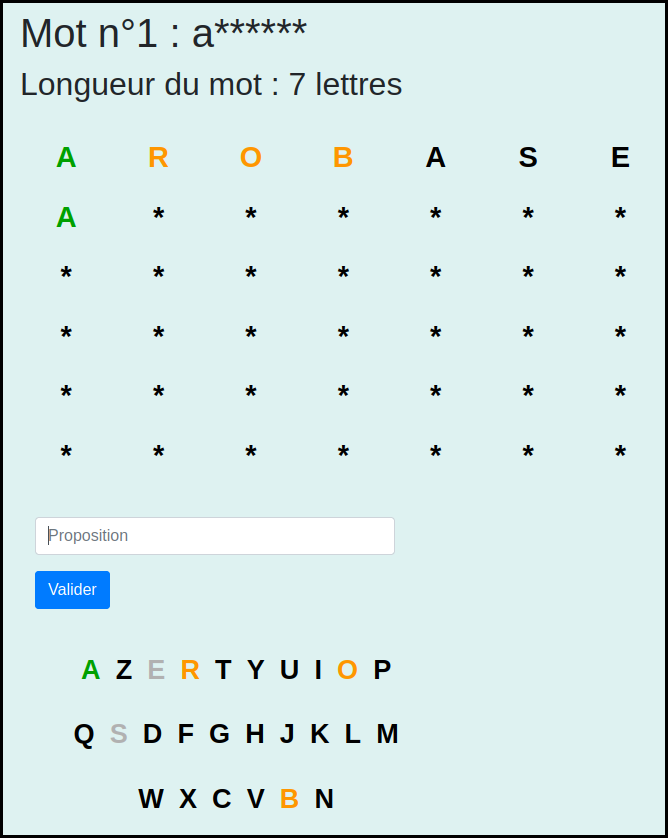 Mot n°1 : a******
Longueur du mot : 7 lettres
A R O B A S E
A * * * * * *
* * * * * * *
* * * * * * *
* * * * * * *
* * * * * * *
Proposition
Valider
A Z E R T Y U I O P
Q S D F G H J K L M
W X C V B N